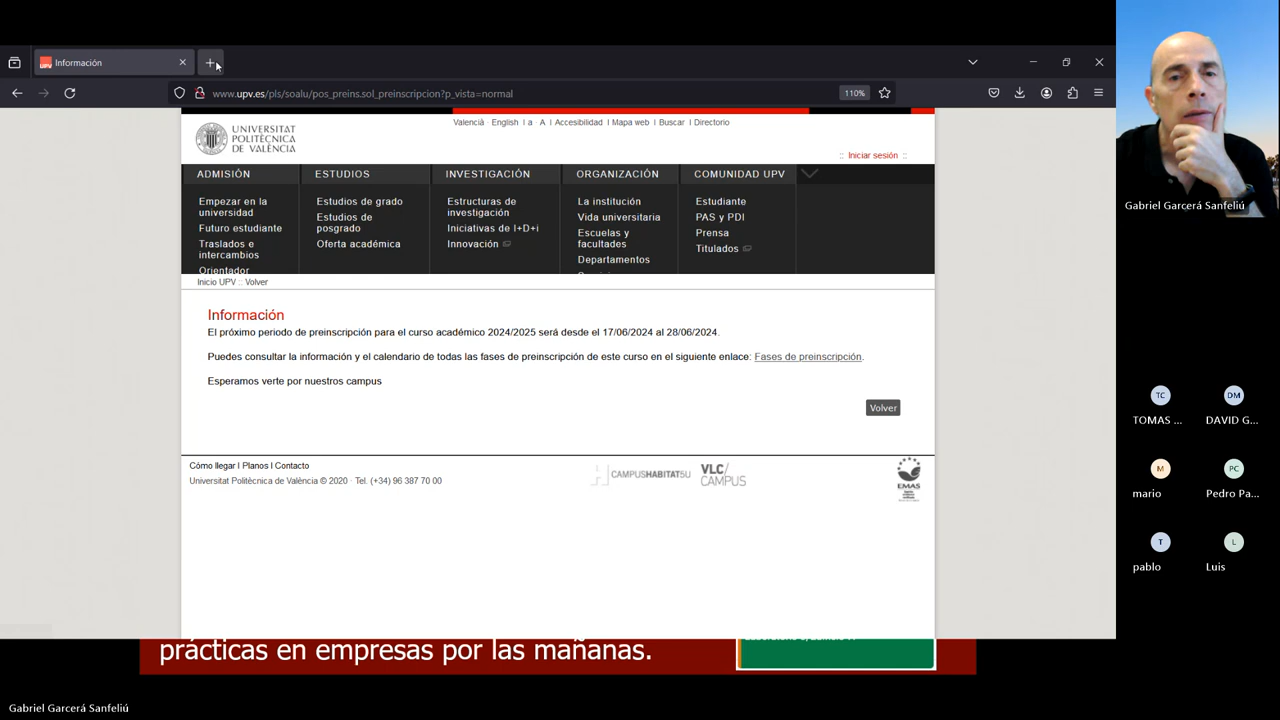 Información
www.upv.es/pls/soalu/pos_preins.sol_preinscripcion?p_vista=normal
110%
UNIVERSITAT
POLITÈCNICA
DE VALÈNCIA
Valencià · English I a · A I Accesibilidad I Mapa web I Buscar I Directorio
:: Iniciar sesión ::
ADMISIÓN
Empezar en la
universidad
Futuro estudiante
Traslados e
intercambios
Orientador
ESTUDIOS
Estudios de grado
Estudios de
posgrado
Oferta académica
INVESTIGACIÓN
Estructuras de
investigación
Iniciativas de I+D+i
Innovación
ORGANIZACIÓN
La institución
Vida universitaria
Escuelas y
facultades
Departamentos
COMUNIDAD UPV
Estudiante
PAS y PDI
Prensa
Titulados
Inicio UPV :: Volver
Información
El próximo periodo de preinscripción para el curso académico 2024/2025 será desde el 17/06/2024 al 28/06/2024.
Puedes consultar la información y el calendario de todas las fases de preinscripción de este curso en el siguiente enlace: Fases de preinscripción.
Esperamos verte por nuestros campus
Volver
Cómo llegar I Planos I Contacto
Universitat Politècnica de València © 2020 · Tel. (+34) 96 387 70 00
CAMPUSHABITAT5U
VLC/
CAMPUS
EMAS
prácticas en empresas por las mañanas.
Gabriel Garcerá Sanfeliú
Gabriel Garcerá Sanfeliú
TC
TOMAS ...
DM
DAVID G...
M
mario
PC
Pedro Pa...
T
pablo
L
Luis